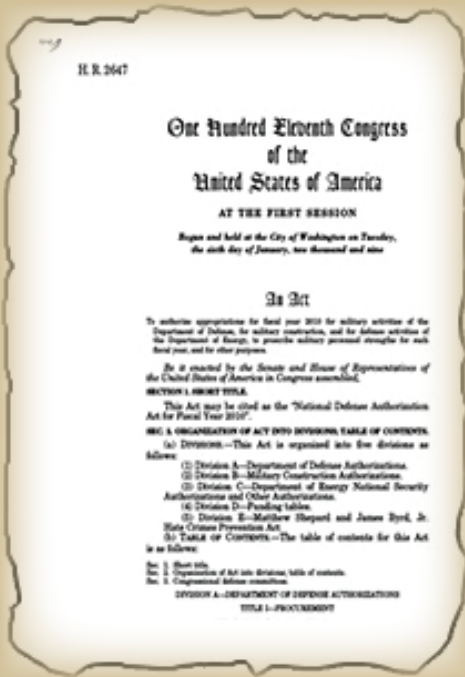 H. R. 2647
One Hundred Eleventh Congress
of the
United States of America
AT THE FIRST SESSION
Begun and held at the City of Washington on Tuesday,
the sixth day of January, two thousand and nine
An Act
To authorize appropriations for fiscal year 2010 for military activities of the
Department of Defense, for military construction, and for defense activities of
the Department of Energy, to prescribe military personnel strengths for such
fiscal year, and for other purposes.
Be it enacted by the Senate and House of Representatives of
the United States of America in Congress assembled,
SECTION 1. SHORT TITLE.
This Act may be cited as the "National Defense Authorization
Act for Fiscal Year 2010".
SEC. 2. ORGANIZATION OF ACT INTO DIVISIONS; TABLE OF CONTENTS.
(a) DIVISIONS.—This Act is organized into five divisions as
follows:
(1) Division A—Department of Defense Authorizations.
(2) Division B—Military Construction Authorizations.
(3) Division C—Department of Energy National Security
Authorizations and Other Authorizations.
(4) Division D—Funding tables.
(5) Division E—Matthew Shepard and James Byrd, Jr.
Hate Crimes Prevention Act
(b) TABLE OF CONTENTS.—The table of contents for this Act
is as follows:
Sec. 1. Short title.
Sec. 2. Organization of Act into divisions; table of contents.
Sec. 3. Congressional defense committees.
DIVISION A—DEPARTMENT OF DEFENSE AUTHORIZATIONS
TITLE I—PROCUREMENT